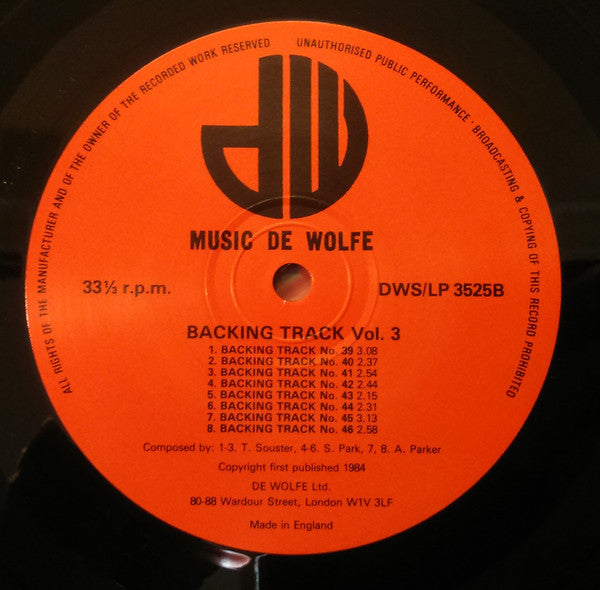 ALL RIGHTS OF THE MANUFACTURER AND OF THE OWNER OF THE RECORDED WORK RESERVED
UNAUTHORISED PUBLIC PERFORMANCE · BROADCASTING & COPYING OF THIS RECORD PROHIBITED
dW
MUSIC DE WOLFE
33⅓ r.p.m.
DWS/LP 3525B
BACKING TRACK Vol. 3
1. BACKING TRACK No. 39 3.08
2. BACKING TRACK No. 40 2.37
3. BACKING TRACK No. 41 2.54
4. BACKING TRACK No. 42 2.44
5. BACKING TRACK No. 43 2.15
6. BACKING TRACK No. 44 2.31
7. BACKING TRACK No. 45 3.13
8. BACKING TRACK No. 46 2.58
Composed by: 1-3. T. Souster, 4-6. S. Park, 7, 8. A. Parker
Copyright first published 1984
DE WOLFE Ltd.
80-88 Wardour Street, London W1V 3LF
Made in England